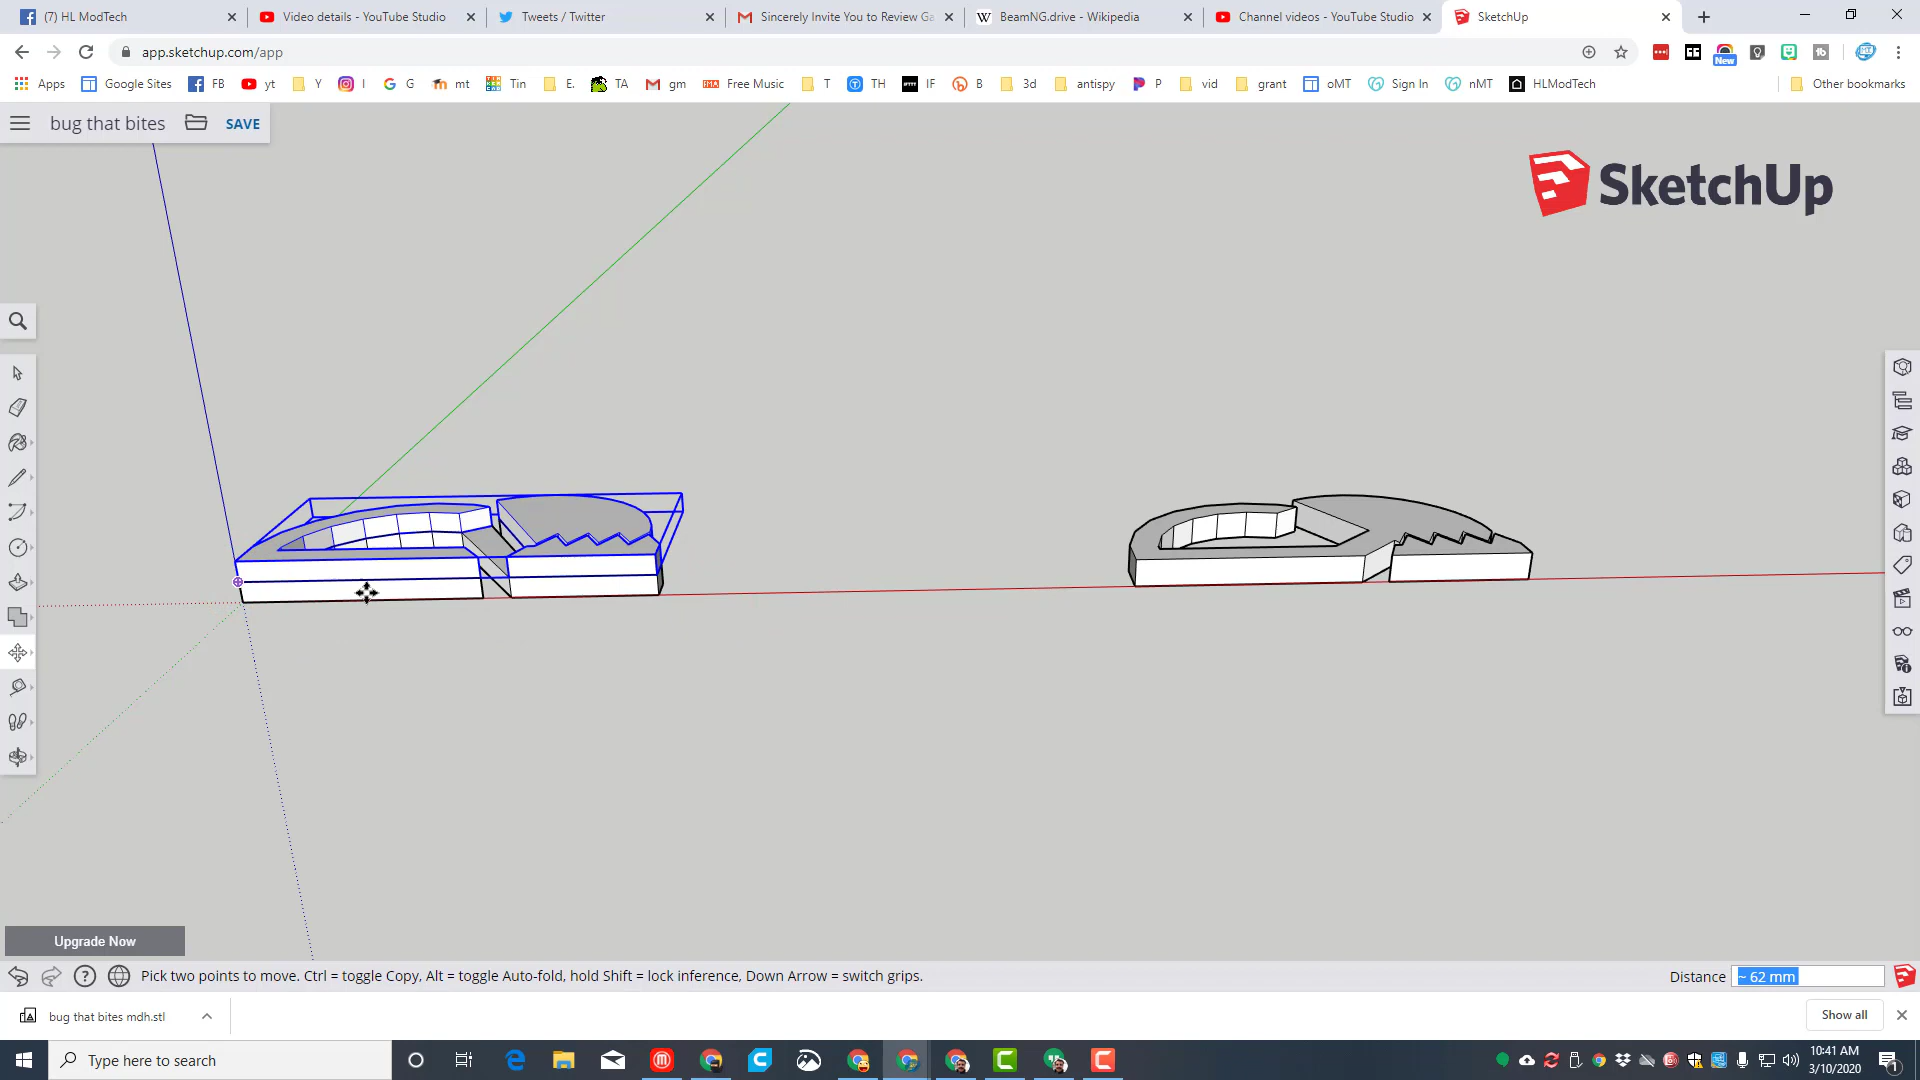 (7) HL ModTech
Video details - YouTube Studio
Tweets / Twitter
Sincerely Invite You to Review Ga
BeamNG.drive - Wikipedia
Channel videos - YouTube Studio
SketchUp
app.sketchup.com/app
New
Apps
Google Sites
FB
yt
Y
I
G
mt
Tin
E.
TA
gm
Free Music
T
TH
IF
B
3d
antispy
P
vid
grant
oMT
Sign In
nMT
HLModTech
Other bookmarks
bug that bites
SAVE
SketchUp
Upgrade Now
Pick two points to move. Ctrl = toggle Copy, Alt = toggle Auto-fold, hold Shift = lock inference, Down Arrow = switch grips.
Distance
~ 62 mm
bug that bites mdh.stl
Show all
Type here to search
10:41 AM
3/10/2020